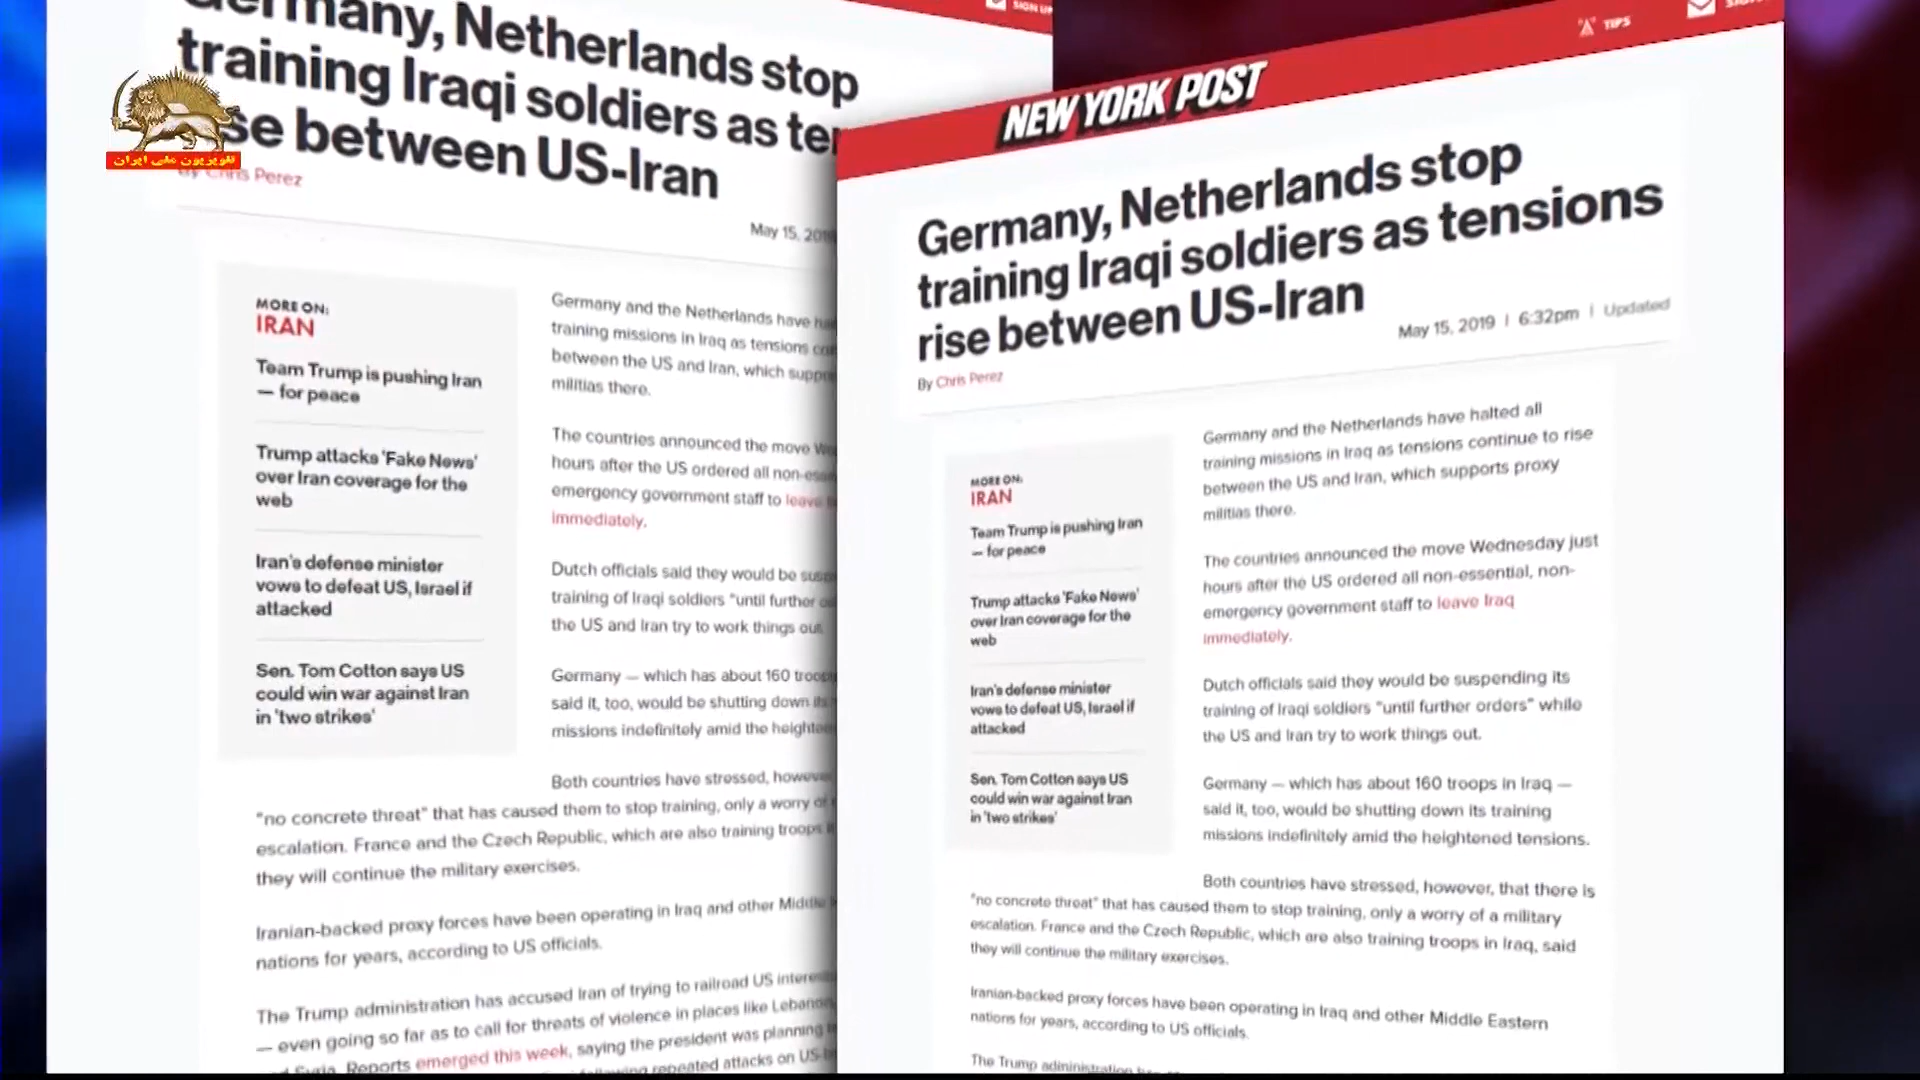 Germany, Netherlands stop
training Iraqi soldiers as
se between US-Iran
By Chris Perez
May 15, 2019
SIGN UP
MORE ON:
IRAN
Team Trump is pushing Iran
— for peace
Trump attacks 'Fake News'
over Iran coverage for the
web
Iran's defense minister
vows to defeat US, Israel if
attacked
Sen. Tom Cotton says US
could win war against Iran
in 'two strikes'
Germany and the Netherlands have
training missions in Iraq as tensions
between the US and Iran, which
militias there.
The countries announced the move
hours after the US ordered all
emergency government staff to leave
immediately.
Dutch officials said they would be
training of Iraqi soldiers "until further
the US and Iran try to work things out.
Germany — which has about 160
said it, too, would be shutting down its
missions indefinitely amid the
Both countries have stressed, however
"no concrete threat" that has caused them to stop training, only a worry of
escalation. France and the Czech Republic, which are also training troops
they will continue the military exercises.
Iranian-backed proxy forces have been operating in Iraq and other Middle
nations for years, according to US officials.
The Trump administration has accused Iran of trying to railroad US interests
— even going so far as to call for threats of violence in places like Lebanon,
Syria. Reports emerged this week, saying the president was planning
following repeated attacks on US
تلویزیون ملی ایران
TIPS
NEW YORK POST
Germany, Netherlands stop
training Iraqi soldiers as tensions
rise between US-Iran
May 15, 2019 | 6:32pm | Updated
By Chris Perez
MORE ON:
IRAN
Team Trump is pushing Iran
— for peace
Trump attacks 'Fake News'
over Iran coverage for the
web
Iran's defense minister
vows to defeat US, Israel if
attacked
Sen. Tom Cotton says US
could win war against Iran
in 'two strikes'
Germany and the Netherlands have halted all
training missions in Iraq as tensions continue to rise
between the US and Iran, which supports proxy
militias there.
The countries announced the move Wednesday just
hours after the US ordered all non-essential, non-
emergency government staff to leave Iraq
immediately.
Dutch officials said they would be suspending its
training of Iraqi soldiers "until further orders" while
the US and Iran try to work things out.
Germany — which has about 160 troops in Iraq —
said it, too, would be shutting down its training
missions indefinitely amid the heightened tensions.
Both countries have stressed, however, that there is
"no concrete threat" that has caused them to stop training, only a worry of a military
escalation. France and the Czech Republic, which are also training troops in Iraq, said
they will continue the military exercises.
Iranian-backed proxy forces have been operating in Iraq and other Middle Eastern
nations for years, according to US officials.
The Trump administration